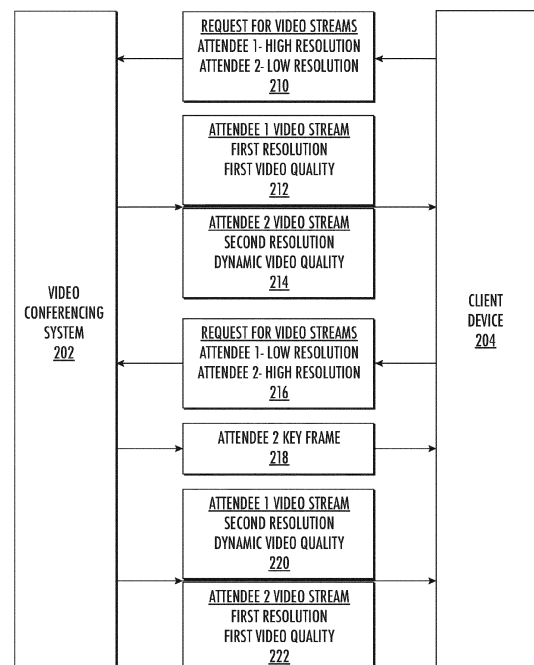 REQUEST FOR VIDEO STREAMS
ATTENDEE 1- HIGH RESOLUTION
ATTENDEE 2- LOW RESOLUTION
210
ATTENDEE 1 VIDEO STREAM
FIRST RESOLUTION
FIRST VIDEO QUALITY
212
ATTENDEE 2 VIDEO STREAM
SECOND RESOLUTION
DYNAMIC VIDEO QUALITY
214
VIDEO
CONFERENCING
SYSTEM
202
CLIENT
DEVICE
204
REQUEST FOR VIDEO STREAMS
ATTENDEE 1- LOW RESOLUTION
ATTENDEE 2- HIGH RESOLUTION
216
ATTENDEE 2 KEY FRAME
218
ATTENDEE 1 VIDEO STREAM
SECOND RESOLUTION
DYNAMIC VIDEO QUALITY
220
ATTENDEE 2 VIDEO STREAM
FIRST RESOLUTION
FIRST VIDEO QUALITY
222